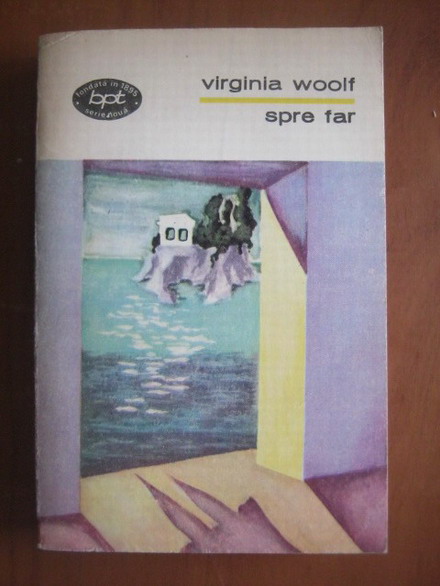 fondată în 1895
bpt
serie nouă
virginia woolf
spre far